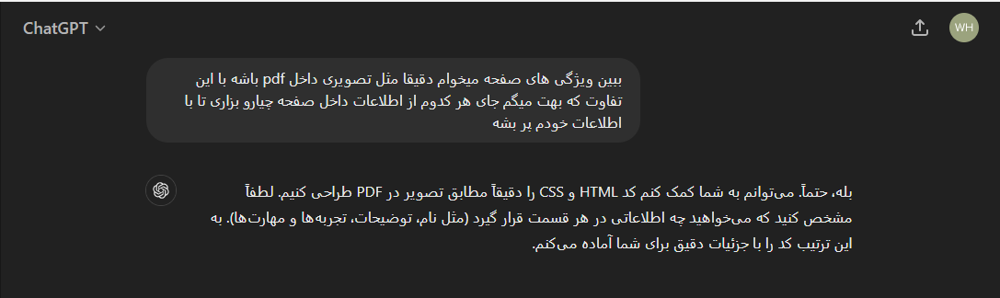 ChatGPT
WH
ببین ویژگی های صفحه میخوام دقیقا مثل تصویری داخل pdf باشه با این
تفاوت که بهت میگم جای هر کدوم از اطلاعات داخل صفحه چیارو بزاری تا با
اطلاعات خودم پر بشه
بله، حتماً. می‌توانم به شما کمک کنم کد HTML و CSS را دقیقاً مطابق تصویر در PDF طراحی کنیم. لطفاً
مشخص کنید که می‌خواهید چه اطلاعاتی در هر قسمت قرار گیرد (مثل نام، توضیحات، تجربه‌ها و مهارت‌ها). به
این ترتیب کد را با جزئیات دقیق برای شما آماده می‌کنم.